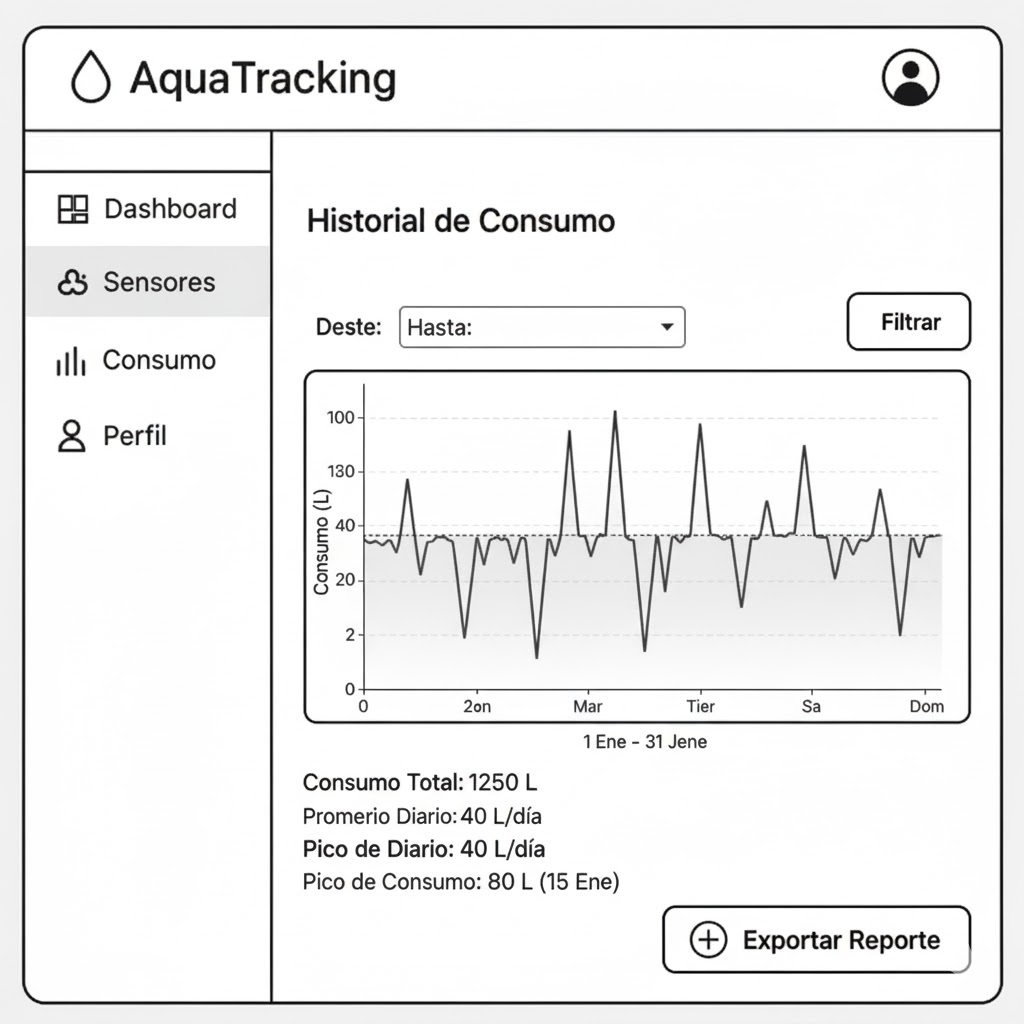 AquaTracking
Dashboard
Sensores
Consumo
Perfil
Historial de Consumo
Deste: Hasta:
Filtrar
Consumo (L)
100
130
40
20
2
0
0 2on Mar Tier Sa Dom
1 Ene - 31 Jene
Consumo Total: 1250 L
Promerio Diario: 40 L/día
Pico de Diario: 40 L/día
Pico de Consumo: 80 L (15 Ene)
Exportar Reporte